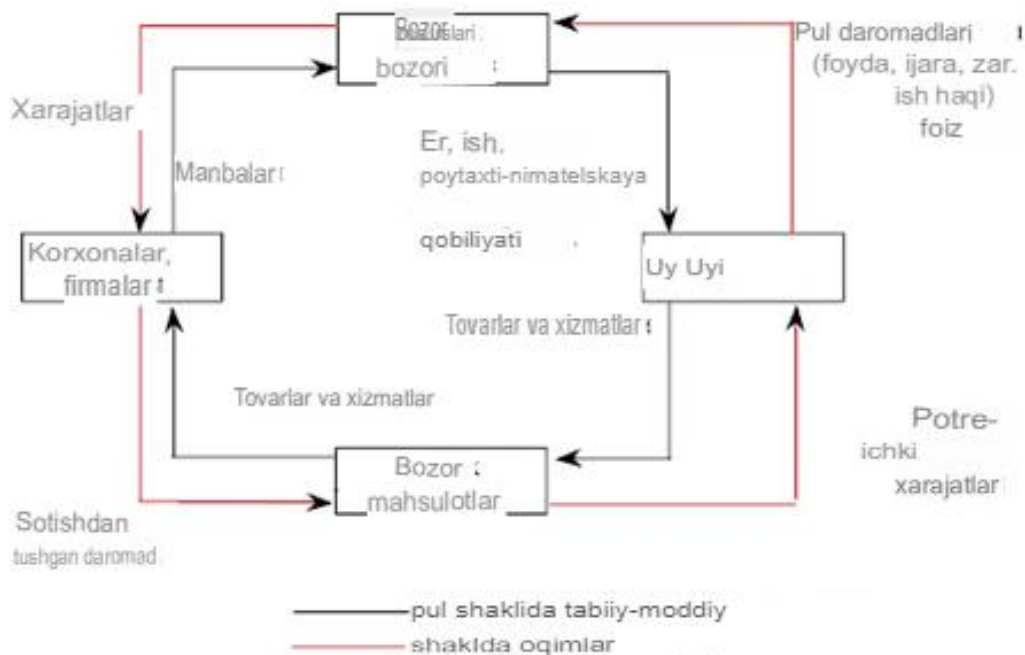 Bozor
bozori
Pul daromadlari
(foyda, ijara, zar.
ish haqi)
foiz
Xarajatlar
Manbalar
Er, ish.
poytaxti-nimatelskaya
qobiliyati
Korxonalar,
firmalar
Uy Uyi
Tovarlar va xizmatlar
Tovarlar va xizmatlar
Bozor
mahsulotlar
Potre-
ichki
xarajatlar
Sotishdan
tushgan daromad
pul shaklida tabiiy-moddiy
shaklda oqimlar